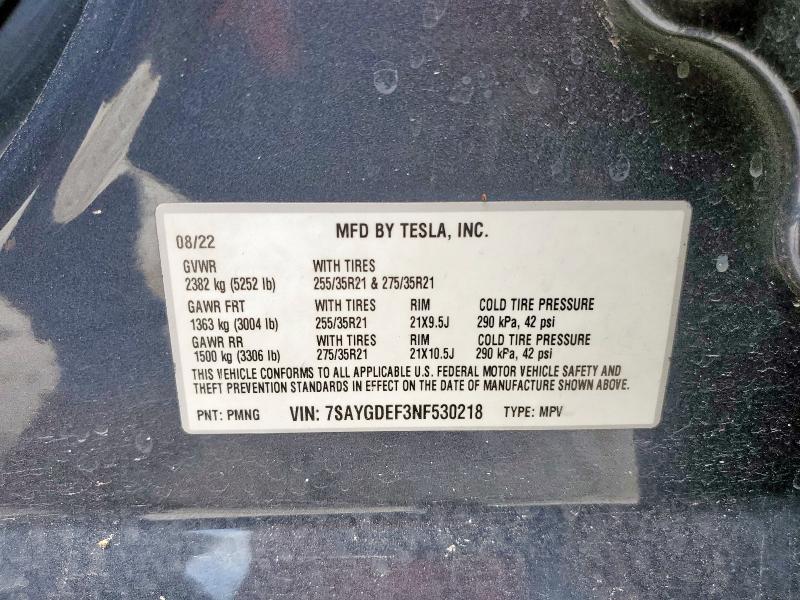 08/22 MFD BY TESLA, INC.
GVWR WITH TIRES
2382 kg (5252 lb) 255/35R21 & 275/35R21
GAWR FRT WITH TIRES RIM COLD TIRE PRESSURE
1363 kg (3004 lb) 255/35R21 21X9.5J 290 kPa, 42 psi
GAWR RR WITH TIRES RIM COLD TIRE PRESSURE
1500 kg (3306 lb) 275/35R21 21X10.5J 290 kPa, 42 psi
THIS VEHICLE CONFORMS TO ALL APPLICABLE U.S. FEDERAL MOTOR VEHICLE SAFETY AND
THEFT PREVENTION STANDARDS IN EFFECT ON THE DATE OF MANUFACTURE SHOWN ABOVE.
PNT: PMNG VIN: 7SAYGDEF3NF530218 TYPE: MPV